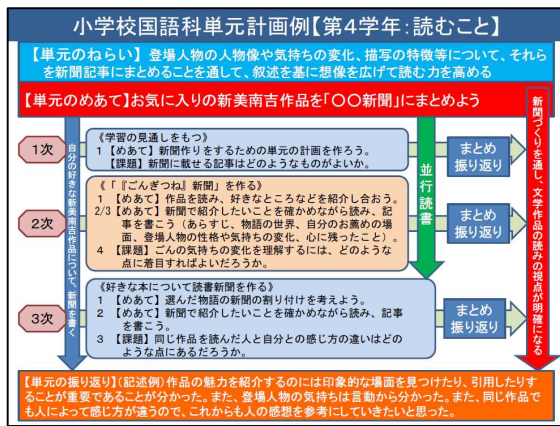 小学校国語科単元計画例【第４学年：読むこと】
【単元のねらい】登場人物の人物像や気持ちの変化、描写の特徴等について、それら
を新聞記事にまとめることを通して、叙述を基に想像を広げて読む力を高める
【単元のめあて】お気に入りの新美南吉作品を「〇〇新聞」にまとめよう
自分の好きな新美南吉作品について、新聞を書く
１次
《学習の見通しをもつ》
１ 【めあて】新聞作りをするための単元の計画を作ろう。
【課題】新聞に載せる記事はどのようなものがよいか。
まとめ
振り返り
２次
《「『ごんぎつね』新聞」を作る》
１ 【めあて】作品を読み、好きなところなどを紹介し合おう。
2/3 【めあて】新聞で紹介したいことを確かめながら読み、記
事を書こう（あらすじ、物語の世界、自分のお薦めの場
面、登場人物の性格や気持ちの変化、心に残ったこと）。
４ 【課題】ごんの気持ちの変化を理解するには、どのような
点に着目すればよいだろうか。
まとめ
振り返り
３次
《好きな本について読書新聞を作る》
１ 【めあて】選んだ物語の新聞の割り付けを考えよう。
２ 【めあて】新聞で紹介したいことを確かめながら読み、記
事を書こう。
３ 【課題】同じ作品を読んだ人と自分との感じ方の違いはど
のような点にあるだろうか。
まとめ
振り返り
並行読書
新聞づくりを通し、文学作品の読みの視点が明確になる
【単元の振り返り】（記述例）作品の魅力を紹介するのには印象的な場面を見つけたり、引用したりす
ることが重要であることが分かった。また、登場人物の気持ちは言動から分かった。また、同じ作品で
も人によって感じ方が違うので、これからも人の感想を参考にしていきたいと思った。